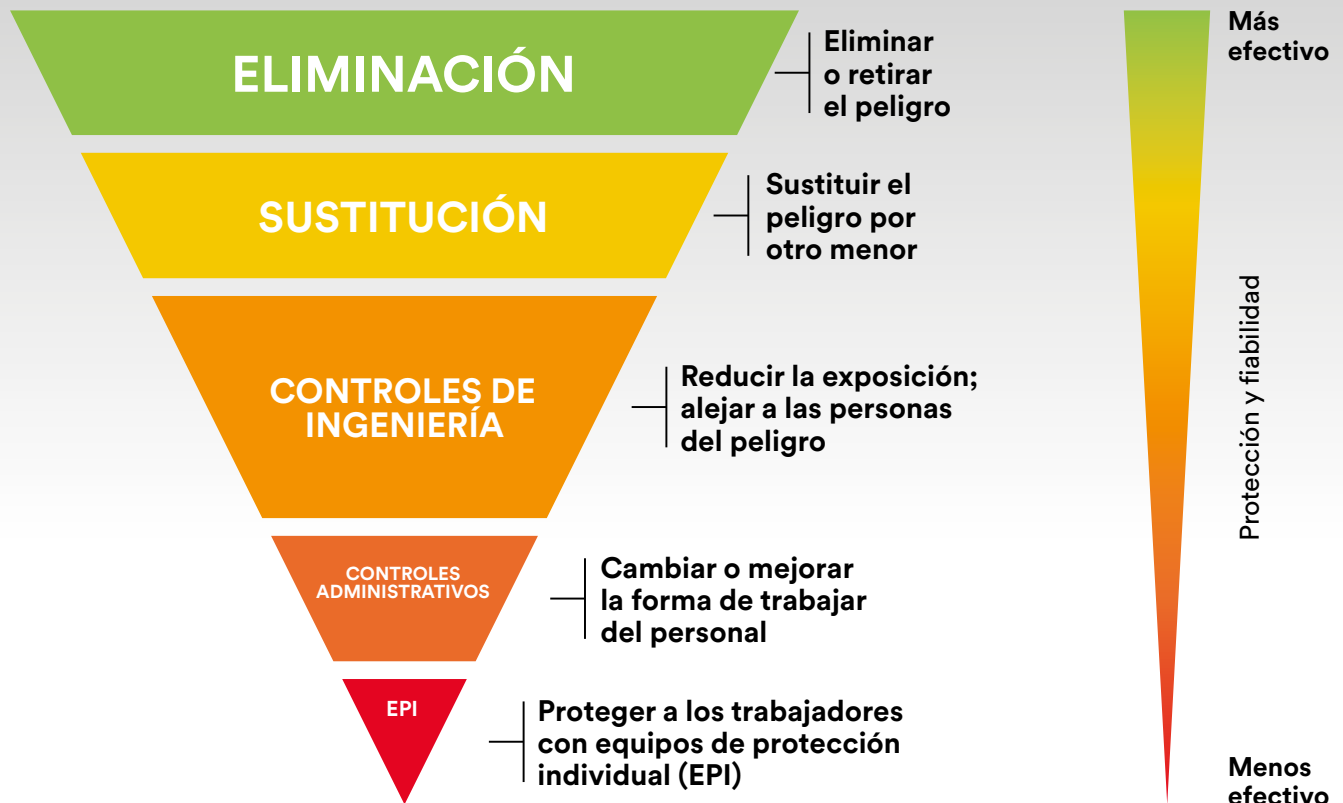 ELIMINACIÓN
Eliminar
o retirar
el peligro
Más
efectivo
SUSTITUCIÓN
Sustituir el
peligro por
otro menor
CONTROLES DE
INGENIERÍA
Reducir la exposición;
alejar a las personas
del peligro
Protección y fiabilidad
CONTROLES
ADMINISTRATIVOS
Cambiar o mejorar
la forma de trabajar
del personal
EPI
Proteger a los trabajadores
con equipos de protección
individual (EPI)
Menos
efectivo